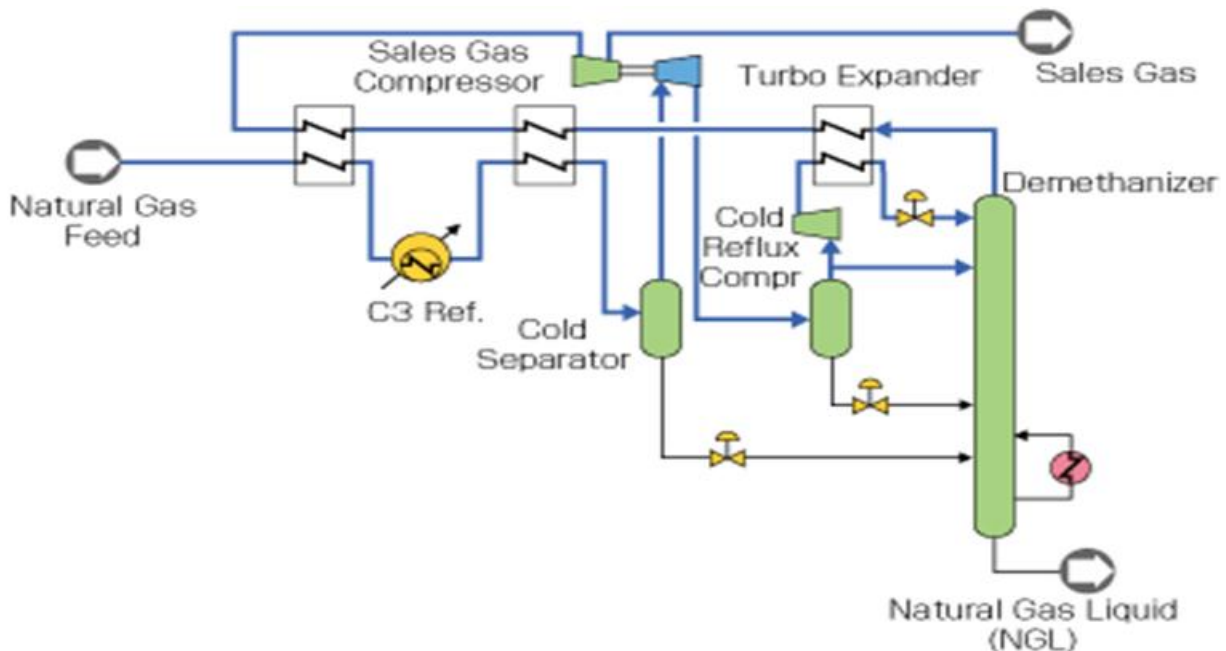 Sales Gas
Compressor
Turbo Expander
Sales Gas
Natural Gas
Feed
C3 Ref.
Cold
Separator
Cold
Reflux
Compr
Demethanizer
Natural Gas Liquid
(NGL)